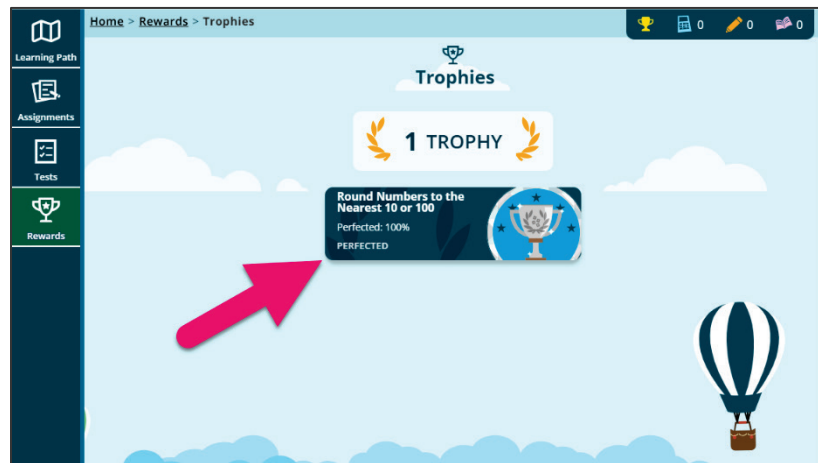 Home > Rewards > Trophies
0 0 0
Learning Path
Assignments
Tests
Rewards
Trophies
1 TROPHY
Round Numbers to the
Nearest 10 or 100
Perfected: 100%
PERFECTED